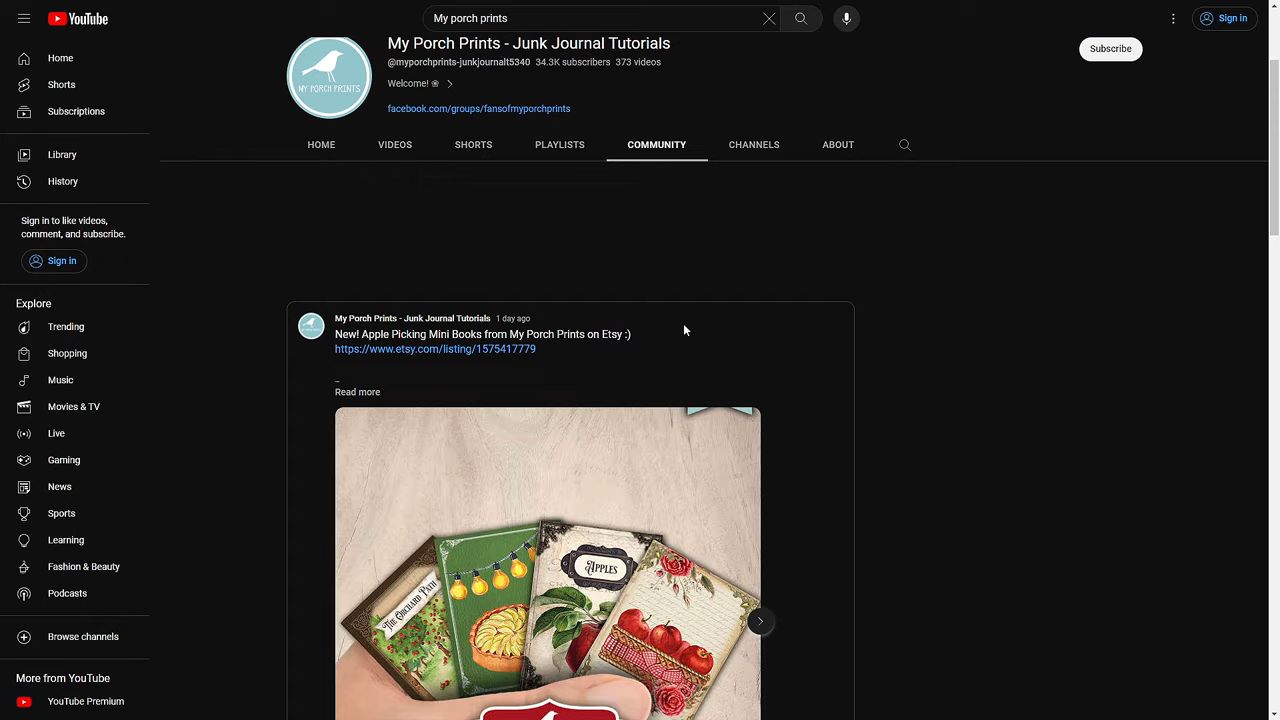 YouTube
My porch prints
Sign in
Home
Shorts
Subscriptions
Library
History
Sign in to like videos,
comment, and subscribe.
Sign in
Explore
Trending
Shopping
Music
Movies & TV
Live
Gaming
News
Sports
Learning
Fashion & Beauty
Podcasts
Browse channels
More from YouTube
YouTube Premium
MY PORCH PRINTS
My Porch Prints - Junk Journal Tutorials
@myporchprints-junkjournalt5340 34.3K subscribers 373 videos
Welcome! ❀
facebook.com/groups/fansofmyporchprints
Subscribe
HOME VIDEOS SHORTS PLAYLISTS COMMUNITY CHANNELS ABOUT
My Porch Prints - Junk Journal Tutorials 1 day ago
New! Apple Picking Mini Books from My Porch Prints on Etsy :)
https://www.etsy.com/listing/1575417779
_
Read more
THE ORCHARD PATH
APPLES